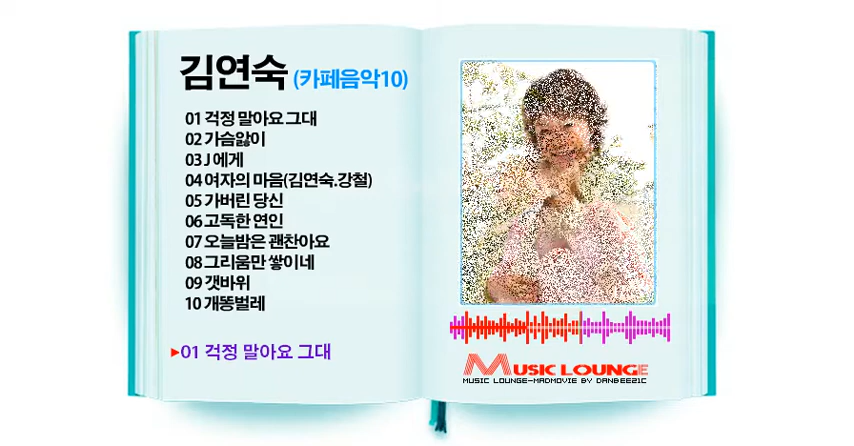 김연숙 (카페음악10)
01 걱정 말아요 그대
02 가슴앓이
03 J 에게
04 여자의 마음(김연숙.강철)
05 가버린 당신
06 고독한 연인
07 오늘밤은 괜찬아요
08 그리움만 쌓이네
09 갯바위
10 개똥벌레
▶01 걱정 말아요 그대
MUSIC LOUNGE
MUSIC LOUNGE-MADMOVIE BY DANBEE21C